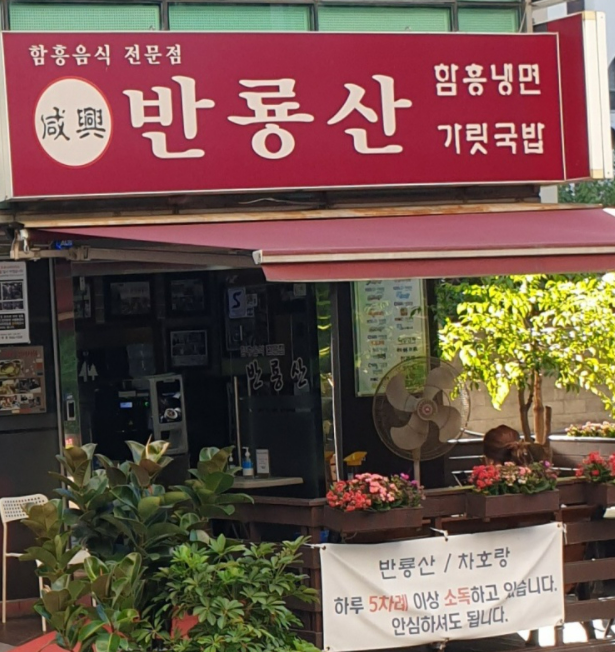 함흥음식 전문점
咸興
반룡산
함흥냉면
가릿국밥
반룡산
반룡산 / 차호랑
하루 5차례 이상 소독하고 있습니다.
안심하셔도 됩니다.